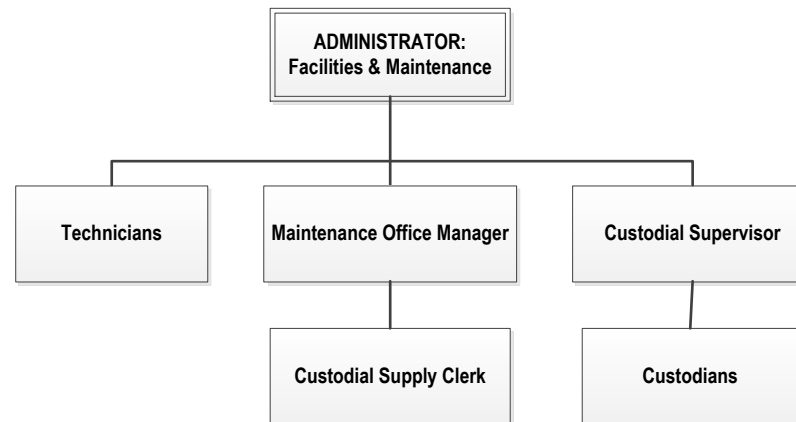 ADMINISTRATOR:
Facilities & Maintenance
Technicians
Maintenance Office Manager
Custodial Supervisor
Custodial Supply Clerk
Custodians